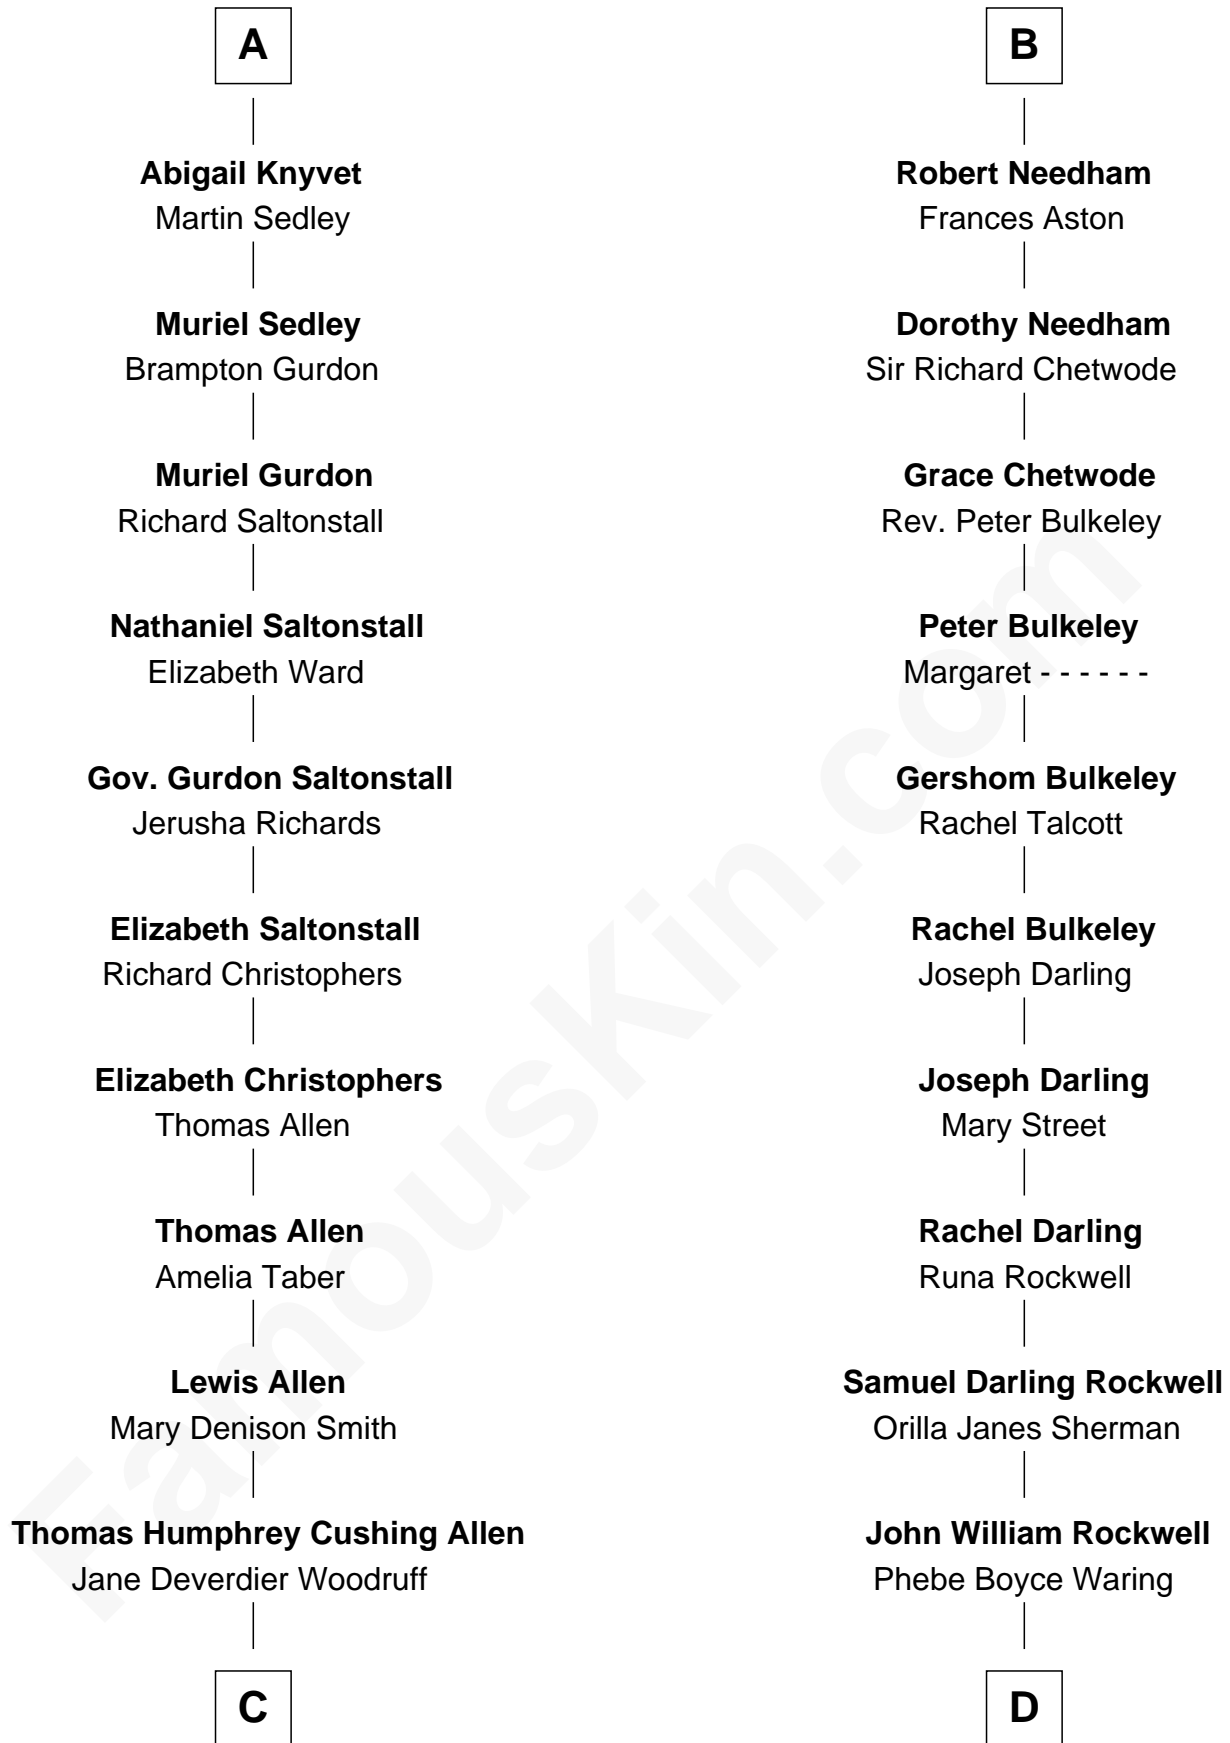 A
Abigail Knyvet
Martin Sedley
Muriel Sedley
Brampton Gurdon
Muriel Gurdon
Richard Saltonstall
Nathaniel Saltonstall
Elizabeth Ward
Gov. Gurdon Saltonstall
Jerusha Richards
Elizabeth Saltonstall
Richard Christophers
Elizabeth Christophers
Thomas Allen
Thomas Allen
Amelia Taber
Lewis Allen
Mary Denison Smith
Thomas Humphrey Cushing Allen
Jane Deverdier Woodruff
C
B
Robert Needham
Frances Aston
Dorothy Needham
Sir Richard Chetwode
Grace Chetwode
Rev. Peter Bulkeley
Peter Bulkeley
Margaret - - - - - -
Gershom Bulkeley
Rachel Talcott
Rachel Bulkeley
Joseph Darling
Joseph Darling
Mary Street
Rachel Darling
Runa Rockwell
Samuel Darling Rockwell
Orilla Janes Sherman
John William Rockwell
Phebe Boyce Waring
D
FamousKin.com